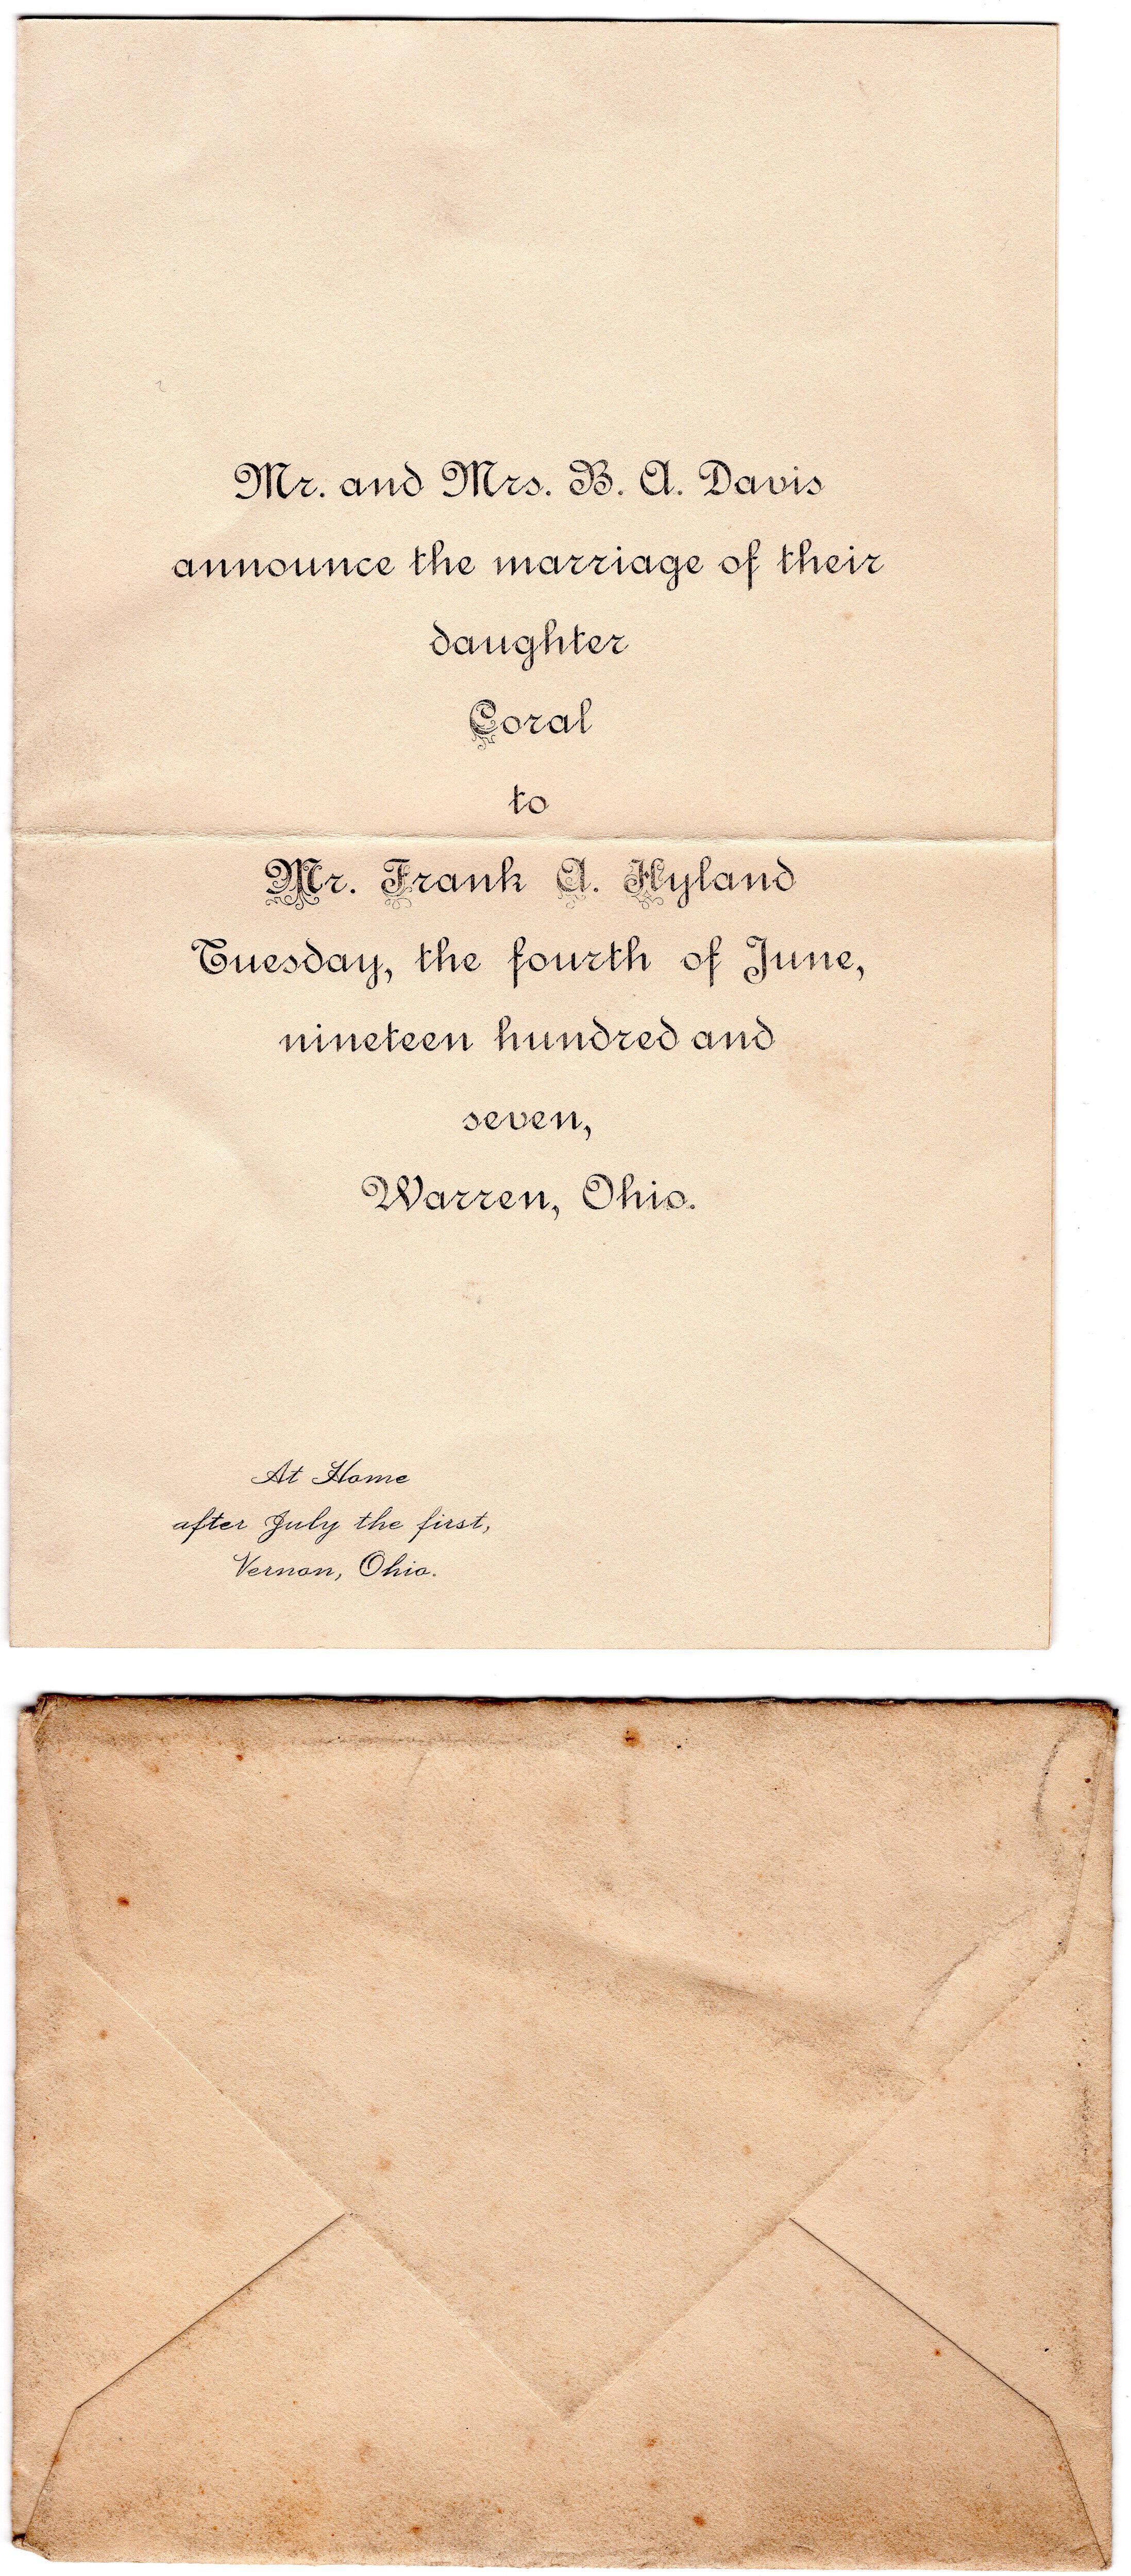 Mr. and Mrs. B. A. Davis
announce the marriage of their
daughter
Coral
to
Mr. Frank A. Hyland
Tuesday, the fourth of June,
nineteen hundred and
seven,
Warren, Ohio.
At Home
after July the first,
Vernon, Ohio.